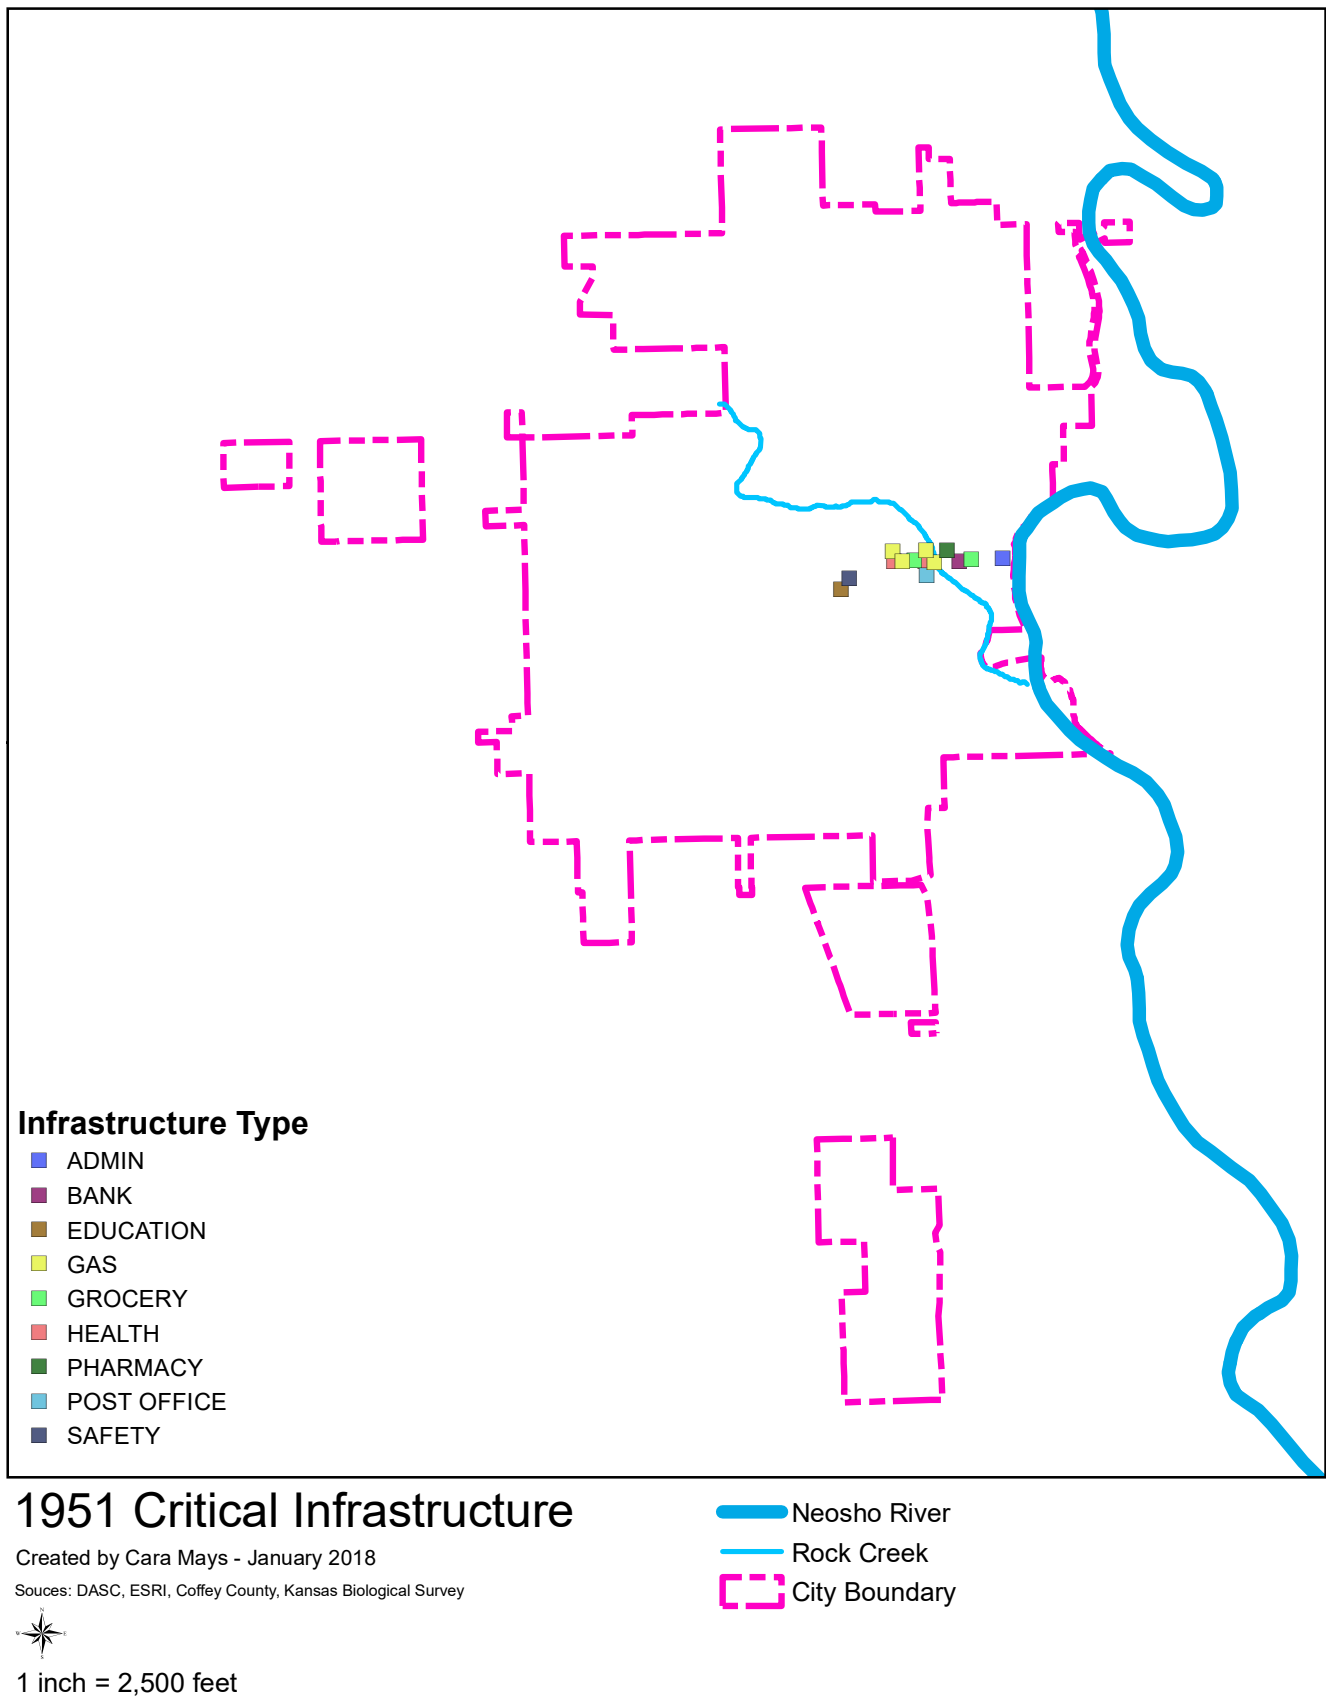 Infrastructure Type
ADMIN
BANK
EDUCATION
GAS
GROCERY
HEALTH
PHARMACY
POST OFFICE
SAFETY
1951 Critical Infrastructure
Created by Cara Mays - January 2018
Souces: DASC, ESRI, Coffey County, Kansas Biological Survey
N
W E
S
1 inch = 2,500 feet
Neosho River
Rock Creek
City Boundary